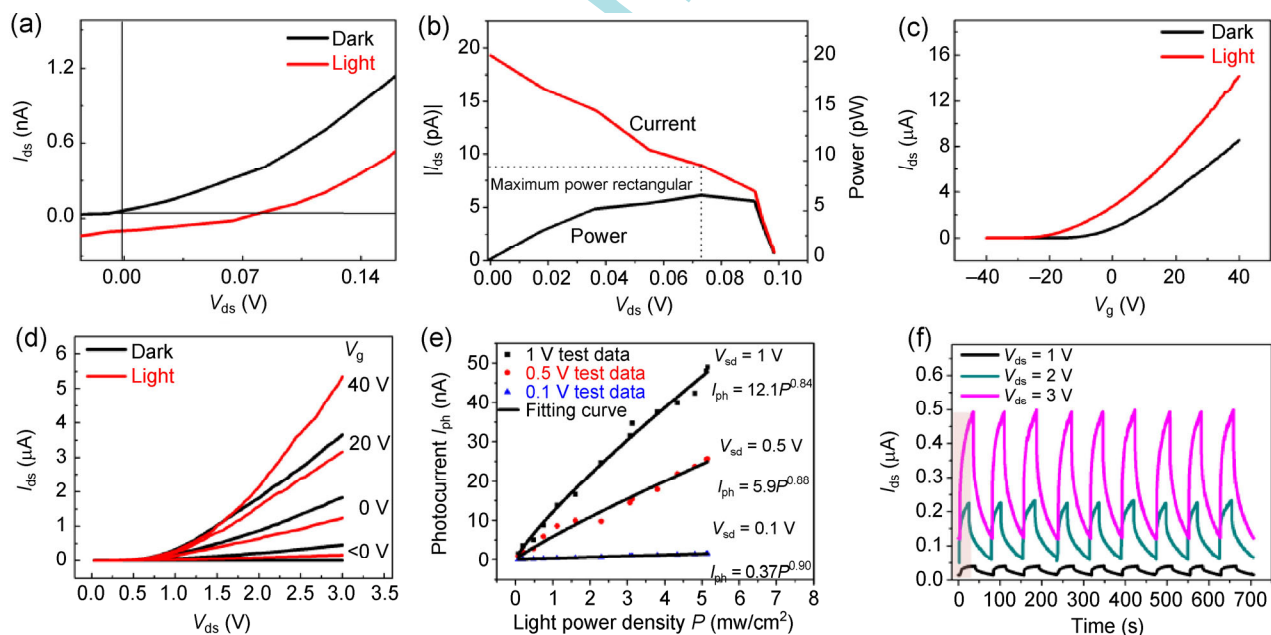 (a)
Dark
Light
1.2
0.6
0.0
I_ds (nA)
0.00 0.07 0.14
V_ds (V)
(b)
20
15
10
5
0
|I_ds (pA)|
Current
Maximum power rectangular
Power
20
15
10
5
0
Power (pW)
0.00 0.02 0.04 0.06 0.08 0.10
V_ds (V)
(c)
Dark
Light
16
12
8
4
0
I_ds (μA)
−40 −20 0 20 40
V_g (V)
(d)
Dark
Light
V_g
40 V
20 V
0 V
<0 V
6
5
4
3
2
1
0
I_ds (μA)
0.0 0.5 1.0 1.5 2.0 2.5 3.0 3.5
V_ds (V)
(e)
1 V test data
0.5 V test data
0.1 V test data
Fitting curve
V_sd = 1 V
I_ph = 12.1P^0.84
V_sd = 0.5 V
I_ph = 5.9P^0.88
V_sd = 0.1 V
I_ph = 0.37P^0.90
50
40
30
20
10
0
Photocurrent I_ph (nA)
0 1 2 3 4 5 6 7 8
Light power density P (mw/cm²)
(f)
V_ds = 1 V
V_ds = 2 V
V_ds = 3 V
0.6
0.5
0.4
0.3
0.2
0.1
0.0
I_ds (μA)
0 100 200 300 400 500 600 700
Time (s)